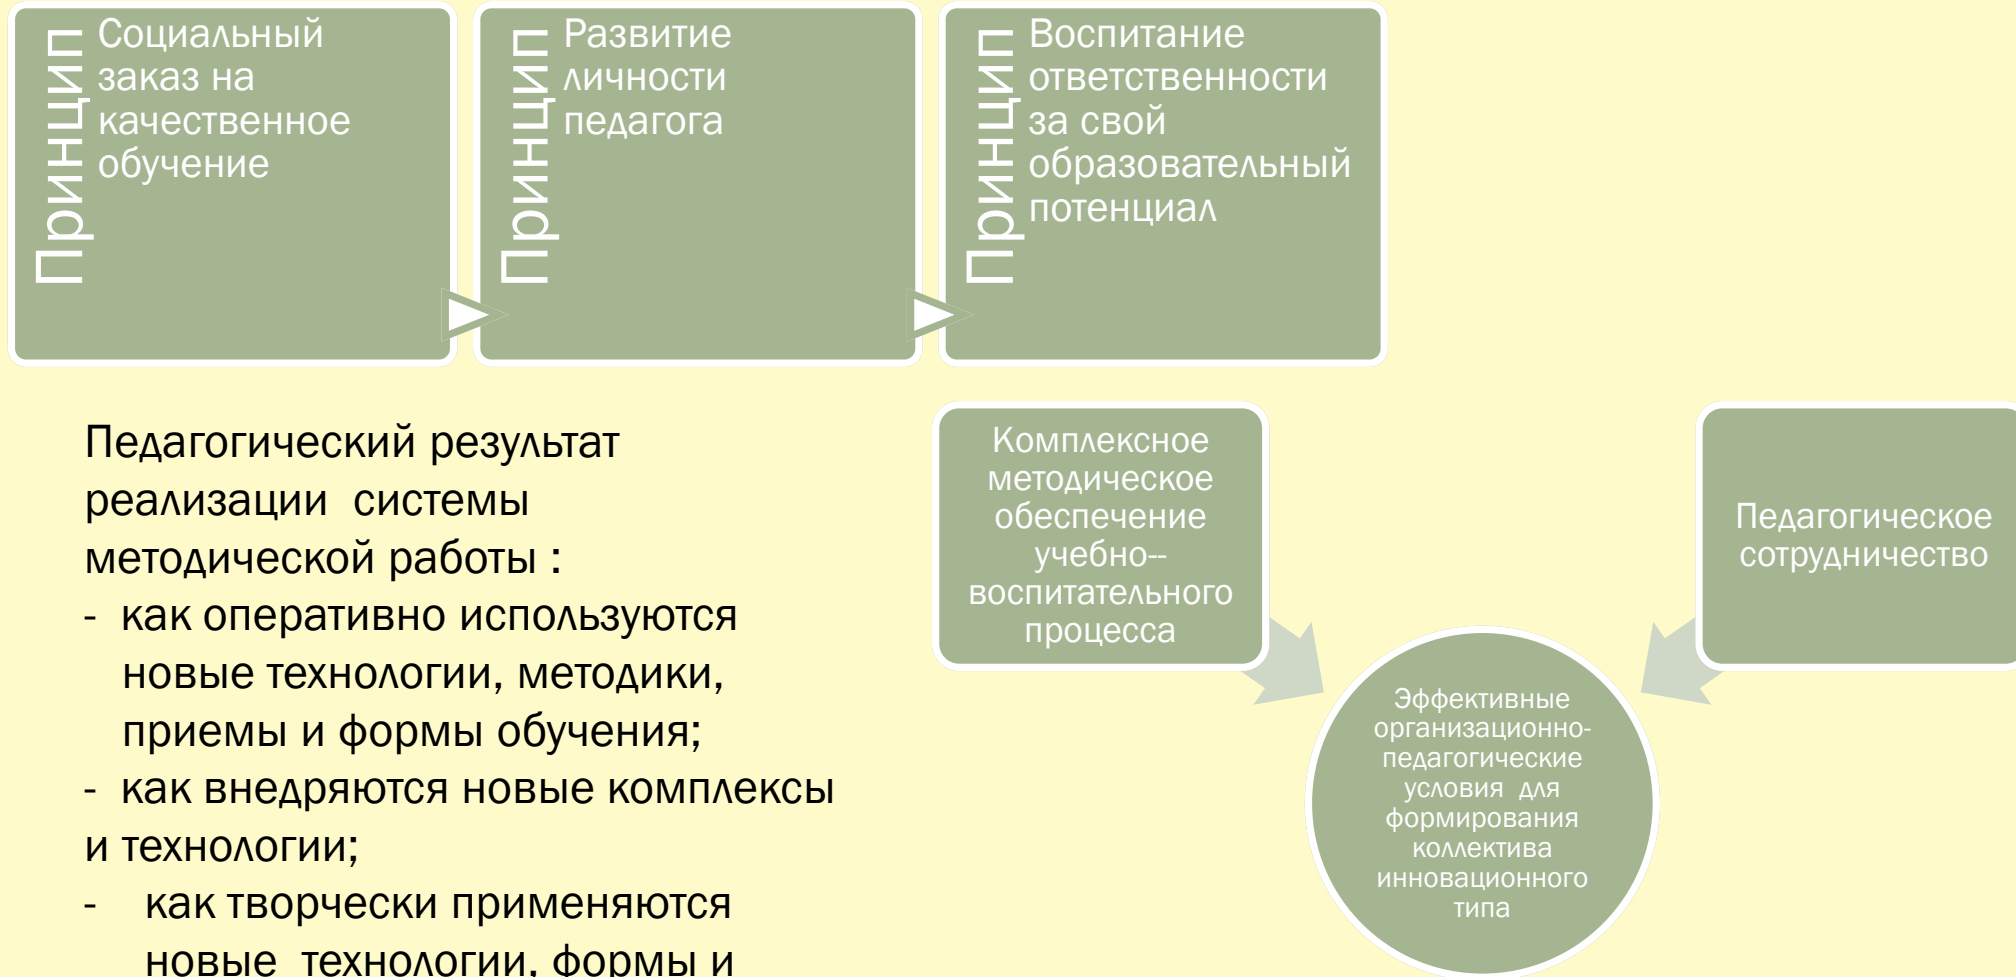 Принцип
Социальный
заказ на
качественное
обучение
Принцип
Развитие
личности
педагога
Принцип
Воспитание
ответственности
за свой
образовательный
потенциал
Педагогический результат
реализации системы
методической работы :
- как оперативно используются
новые технологии, методики,
приемы и формы обучения;
- как внедряются новые комплексы
и технологии;
- как творчески применяются
новые технологии, формы и
Комплексное
методическое
обеспечение
учебно--
воспитательного
процесса
Педагогическое
сотрудничество
Эффективные
организационно-
педагогические
условия для
формирования
коллектива
инновационного
типа